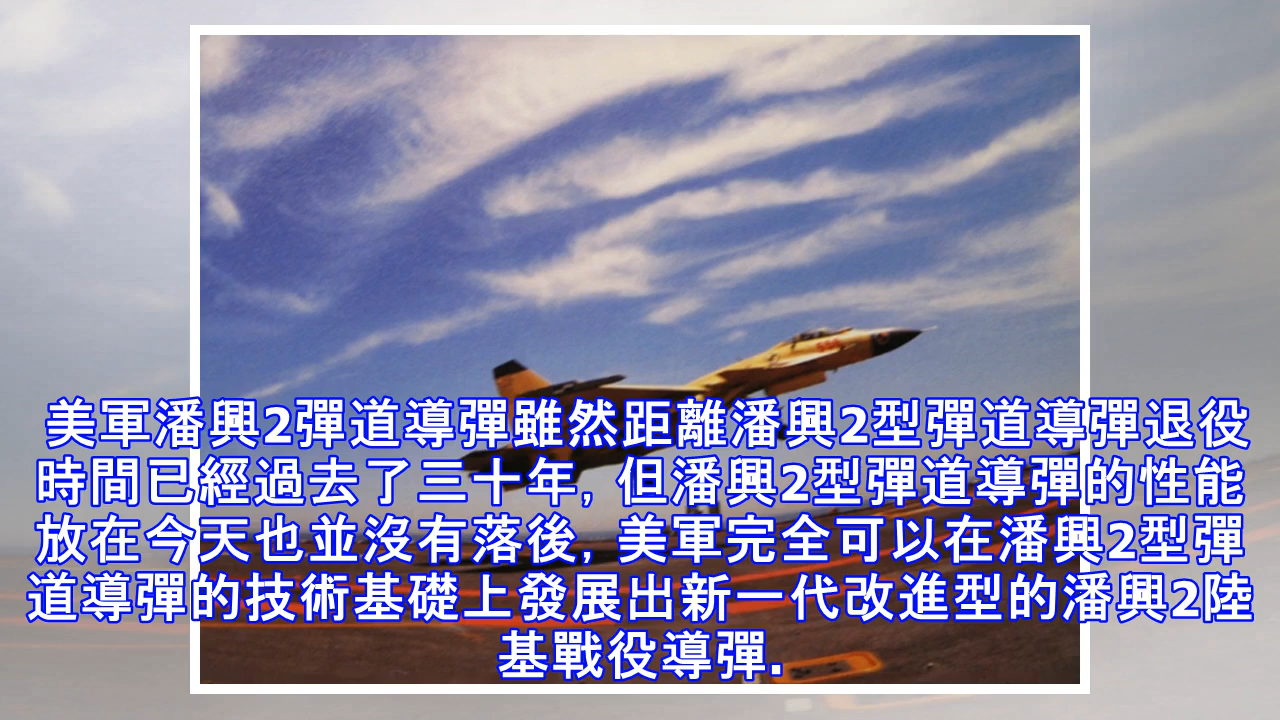 美軍潘興2彈道導彈雖然距離潘興2型彈道導彈退役
時間已經過去了三十年, 但潘興2型彈道導彈的性能
放在今天也並沒有落後, 美軍完全可以在潘興2型彈
道導彈的技術基礎上發展出新一代改進型的潘興2陸
基戰役導彈.